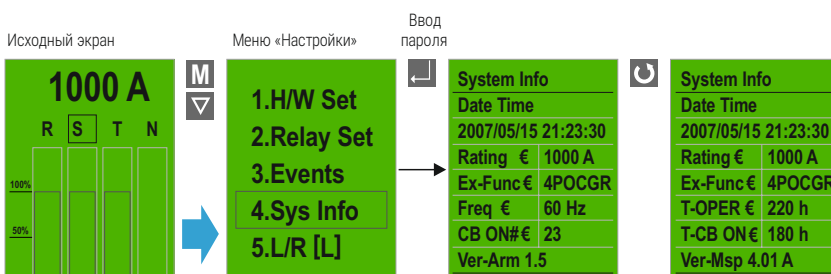 Исходный экран
Меню «Настройки»
Ввод
пароля
1000 A
R S T N
100%
50%
M
1.H/W Set
2.Relay Set
3.Events
4.Sys Info
5.L/R [L]
System Info
Date Time
2007/05/15 21:23:30
Rating € 1000 A
Ex-Func € 4POCGR
Freq € 60 Hz
CB ON# € 23
Ver-Arm 1.5
System Info
Date Time
2007/05/15 21:23:30
Rating € 1000 A
Ex-Func € 4POCGR
T-OPER € 220 h
T-CB ON € 180 h
Ver-Msp 4.01 A